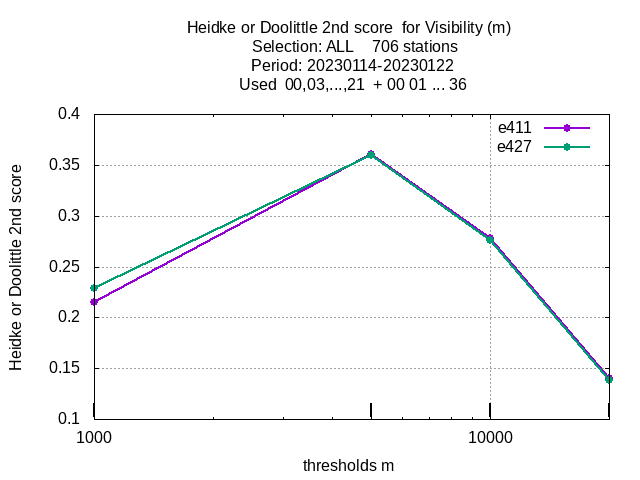 Heidke or Doolittle 2nd score  for Visibility (m)
Selection: ALL    706 stations
Period: 20230114-20230122
Used  00,03,...,21  + 00 01 ... 36
0.4
0.35
0.3
0.25
0.2
0.15
0.1
Heidke or Doolittle 2nd score
e411
e427
1000
10000
thresholds m